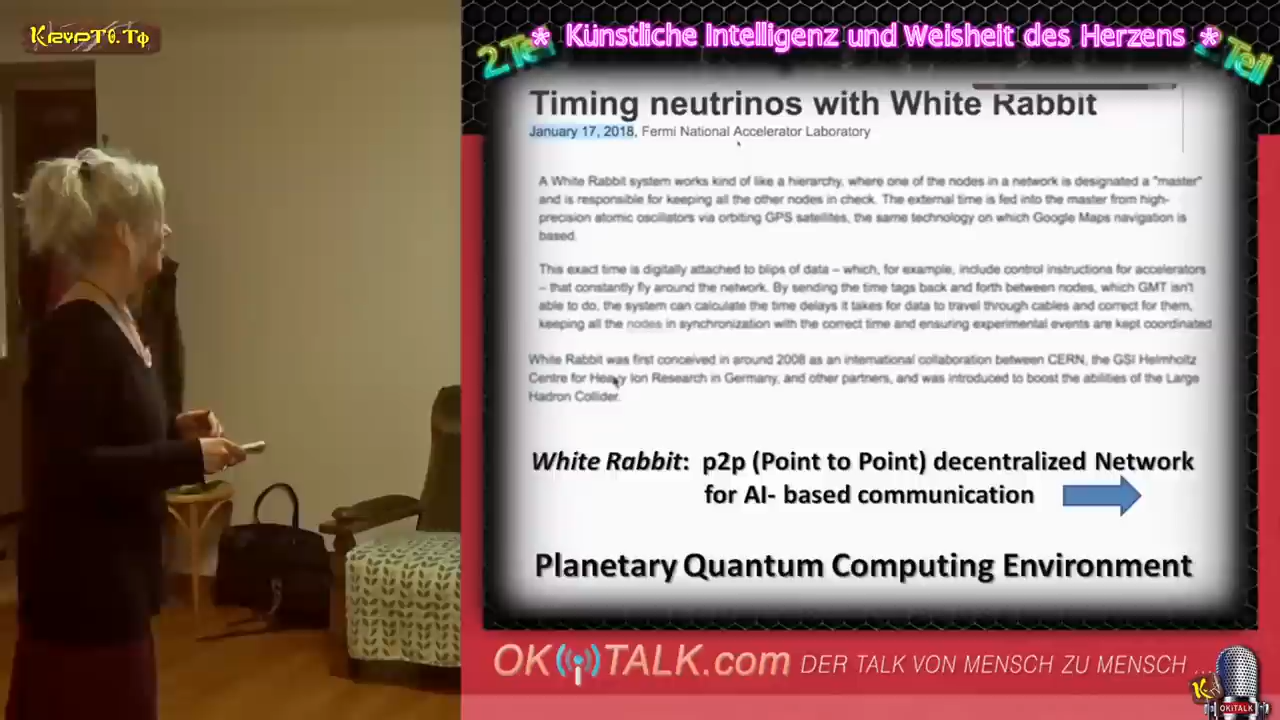 KrypT0.Tφ
2.Teil
* Künstliche Intelligenz und Weisheit des Herzens *
Teil
Timing neutrinos with White Rabbit
January 17, 2018, Fermi National Accelerator Laboratory
A White Rabbit system works kind of like a hierarchy, where one of the nodes in a network is designated a "master"
and is responsible for keeping all the other nodes in check. The external time is fed into the master from high-
precision atomic oscillators via orbiting GPS satellites, the same technology on which Google Maps navigation is
based.
This exact time is digitally attached to blips of data – which, for example, include control instructions for accelerators
– that constantly fly around the network. By sending the time tags back and forth between nodes, which GMT isn't
able to do, the system can calculate the time delays it takes for data to travel through cables and correct for them,
keeping all the nodes in synchronization with the correct time and ensuring experimental events are kept coordinated
White Rabbit was first conceived in around 2008 as an international collaboration between CERN, the GSI Helmholtz
Centre for Heavy Ion Research in Germany, and other partners, and was introduced to boost the abilities of the Large
Hadron Collider.
White Rabbit: p2p (Point to Point) decentralized Network
for AI- based communication
Planetary Quantum Computing Environment
OK TALK.com DER TALK VON MENSCH ZU MENSCH ...
OKiTALK